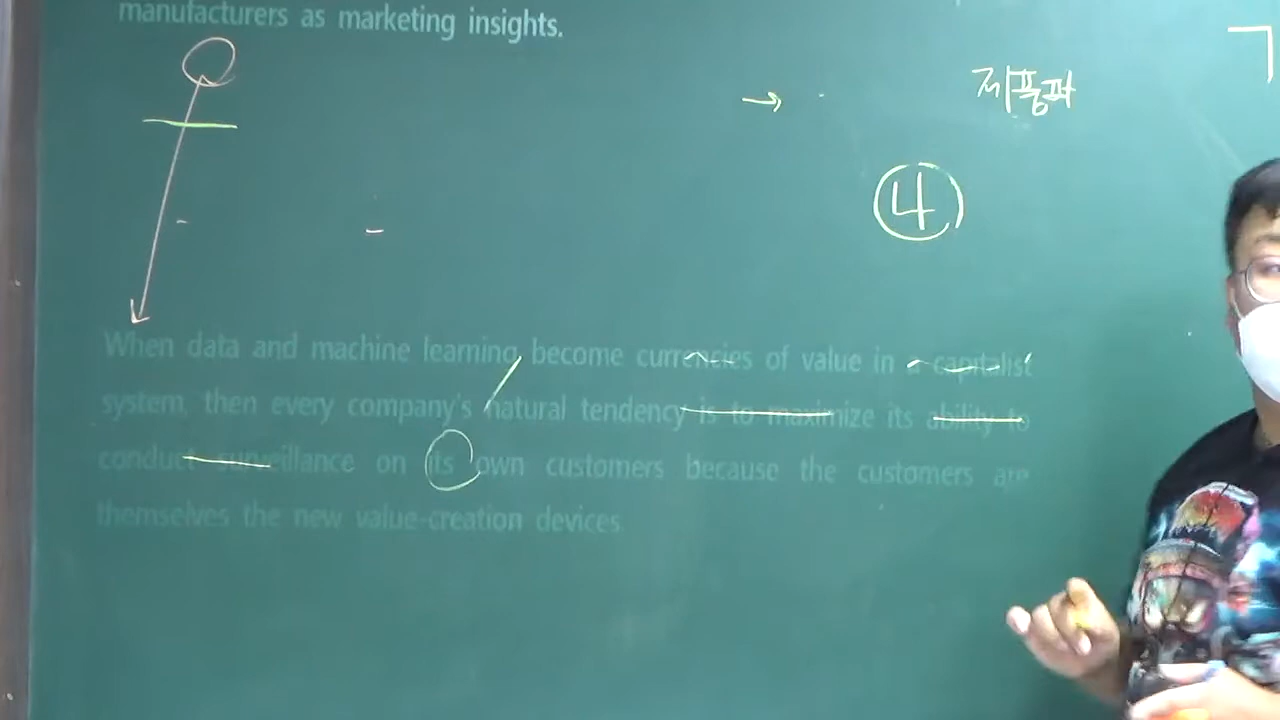 manufacturers as marketing insights.
제품파
④
When data and machine learning become currencies of value in a capitalist
system, then every company's natural tendency is to maximize its ability to
conduct surveillance on its own customers because the customers are
themselves the new value-creation devices.